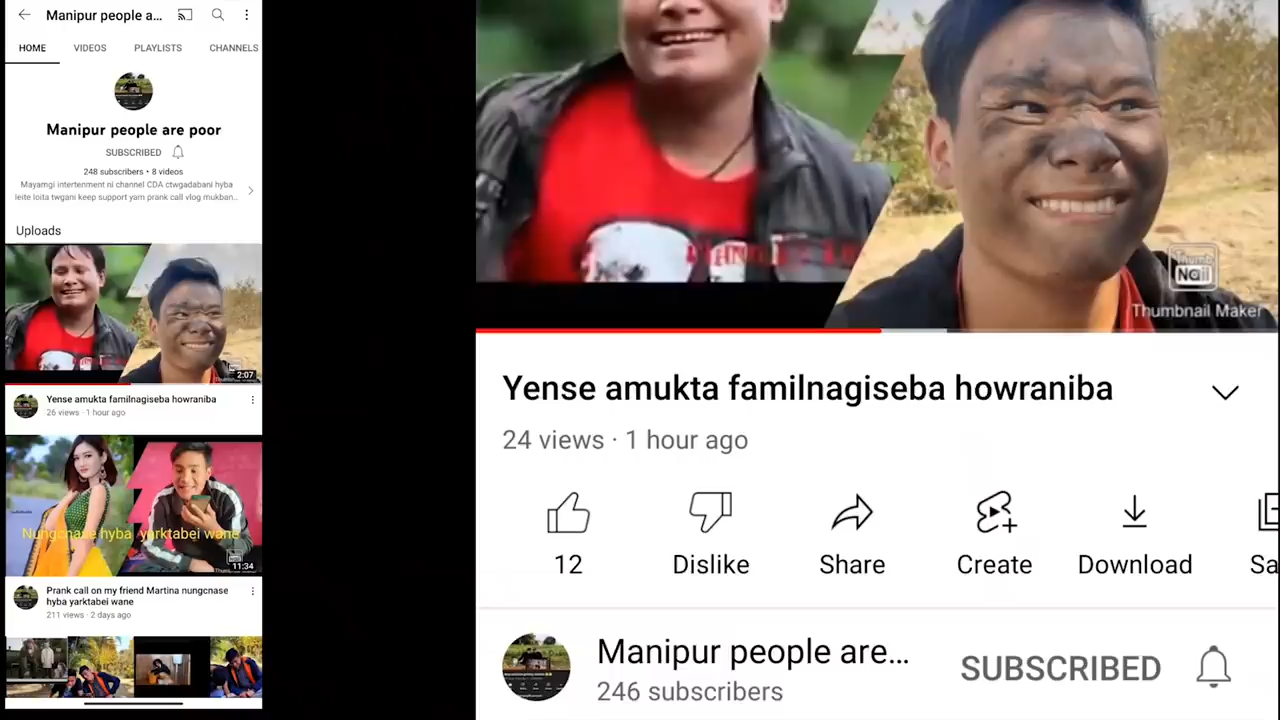 Manipur people a...
HOME VIDEOS PLAYLISTS CHANNELS
Manipur people are poor
SUBSCRIBED
248 subscribers • 8 videos
Mayamgi intertenment ni channel CDA ctwgadabani hyba
leite loita twgani keep support yam prank call vlog mukban..
Uploads
2:07
Yense amukta familnagiseba howraniba
26 views · 1 hour ago
Nungcnase hyba yarktabei wane
11:34
Prank call on my friend Martina nungcnase
hyba yarktabei wane
211 views · 2 days ago
Thumb
Nail
Thumbnail Maker
Yense amukta familnagiseba howraniba
24 views · 1 hour ago
12 Dislike Share Create Download Sa
Manipur people are...
246 subscribers
SUBSCRIBED